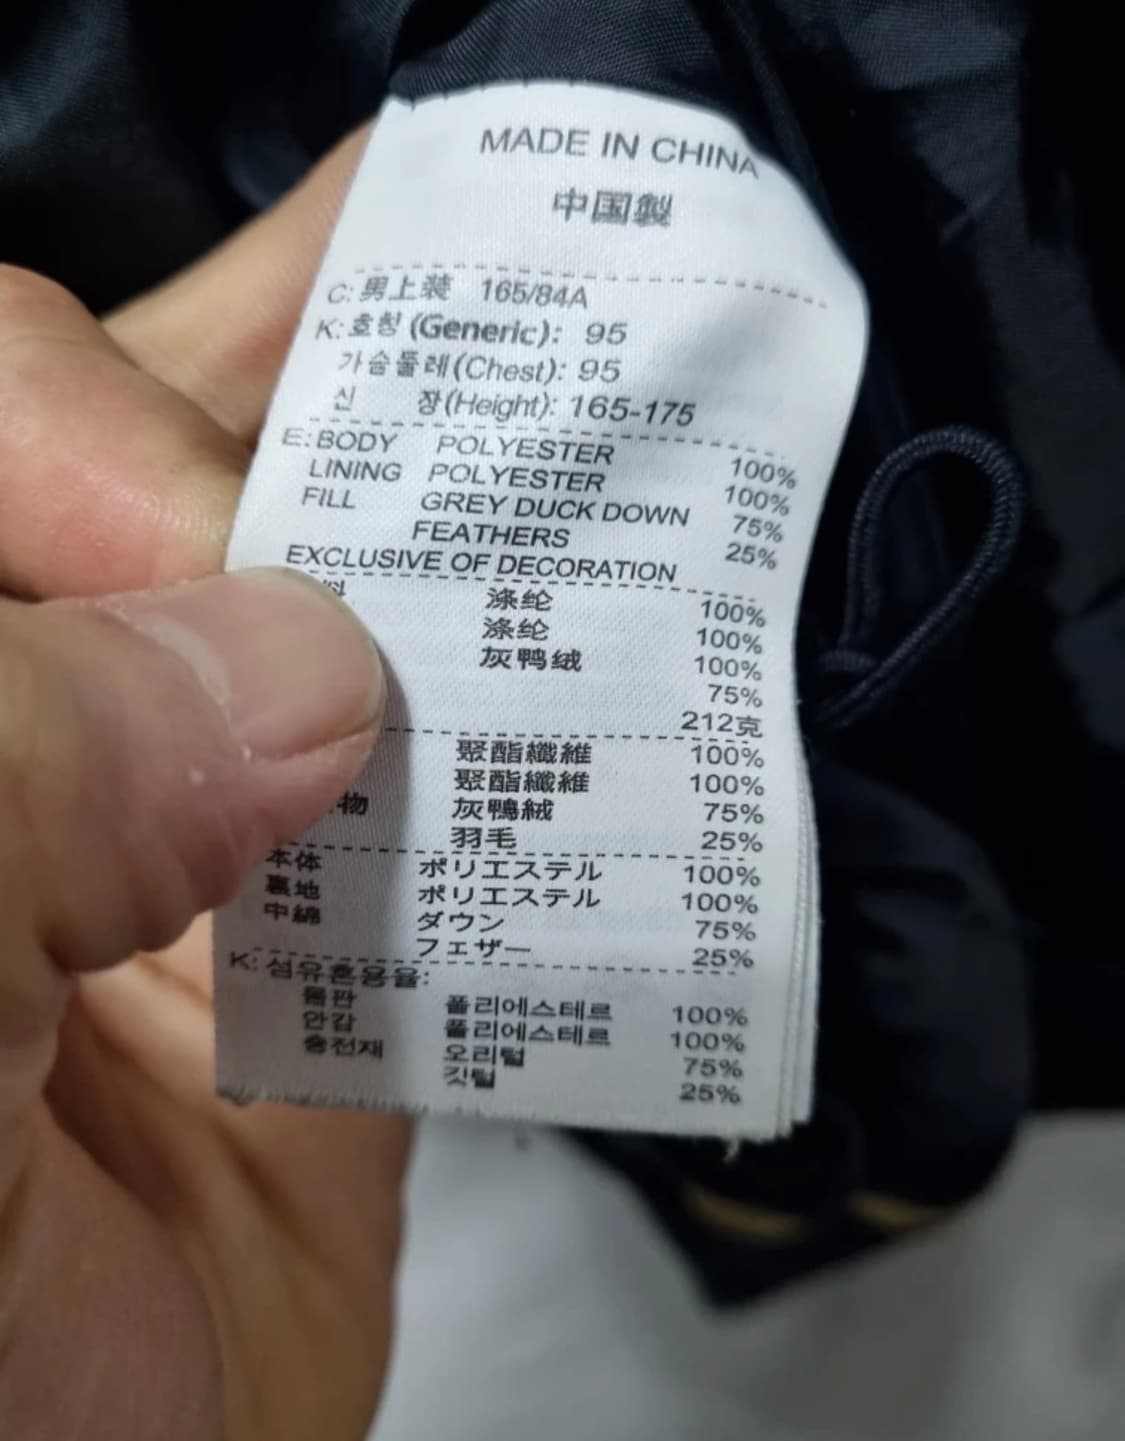 MADE IN CHINA
中国製
C: 男上装 165/84A
K: 호칭 (Generic): 95
가슴둘레(Chest): 95
신 장(Height): 165-175
E: BODY POLYESTER 100%
LINING POLYESTER 100%
FILL GREY DUCK DOWN 75%
FEATHERS 25%
EXCLUSIVE OF DECORATION
料 涤纶 100%
涤纶 100%
灰鸭绒 100%
75%
212克
聚酯纖維 100%
聚酯纖維 100%
物 灰鴨絨 75%
羽毛 25%
本体 ポリエステル 100%
裏地 ポリエステル 100%
中綿 ダウン 75%
フェザー 25%
K: 섬유혼용율:
몸판 폴리에스테르 100%
안감 폴리에스테르 100%
충전재 오리털 75%
깃털 25%